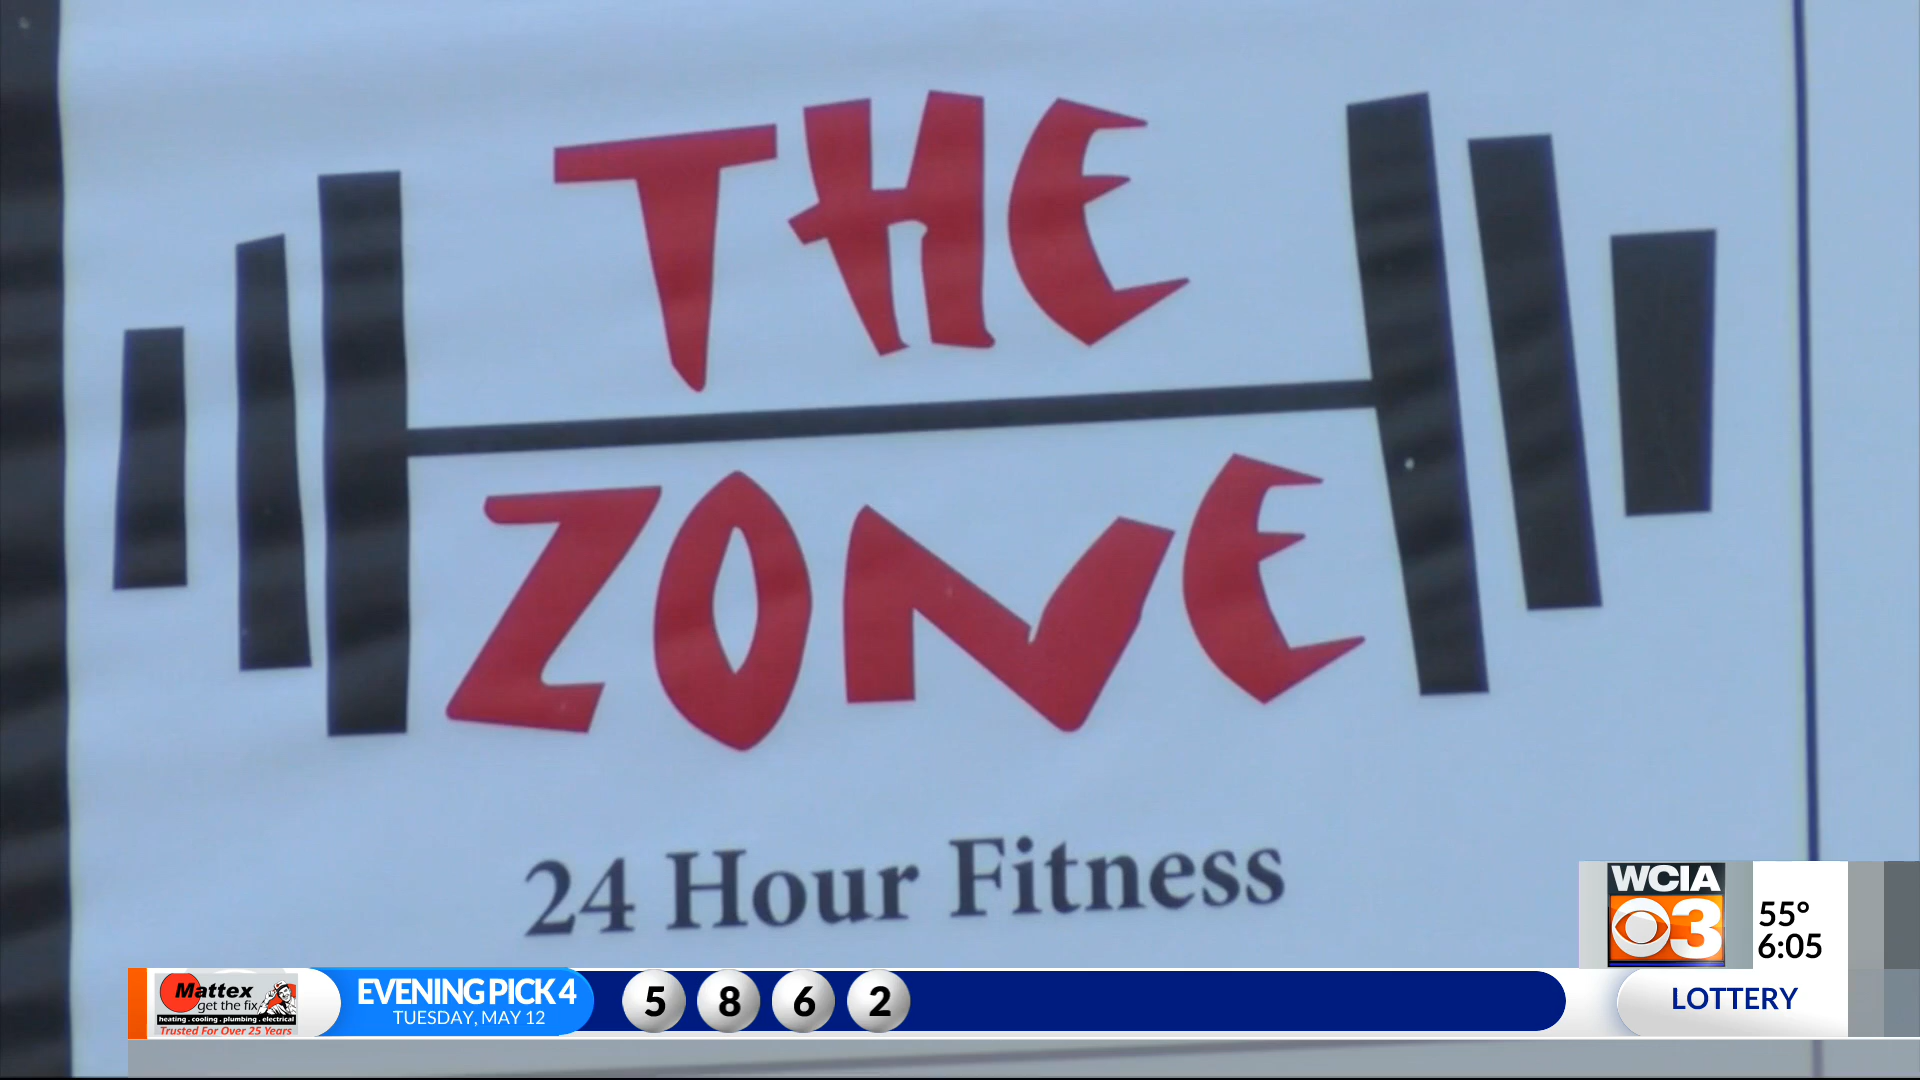 THE
ZONE
24 Hour Fitness
WCIA
3
55°
6:05
Mattex
get the fix
heating . cooling . plumbing . electrical
Trusted For Over 25 Years
EVENING PICK 4
TUESDAY, MAY 12
5 8 6 2
LOTTERY